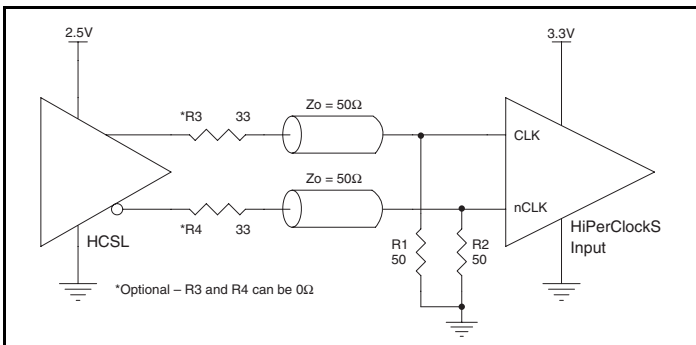 2.5V
3.3V
*R3 33
Zo = 50Ω
CLK
*R4 33
Zo = 50Ω
nCLK
HCSL
R1
50
R2
50
HiPerClockS
Input
*Optional – R3 and R4 can be 0Ω